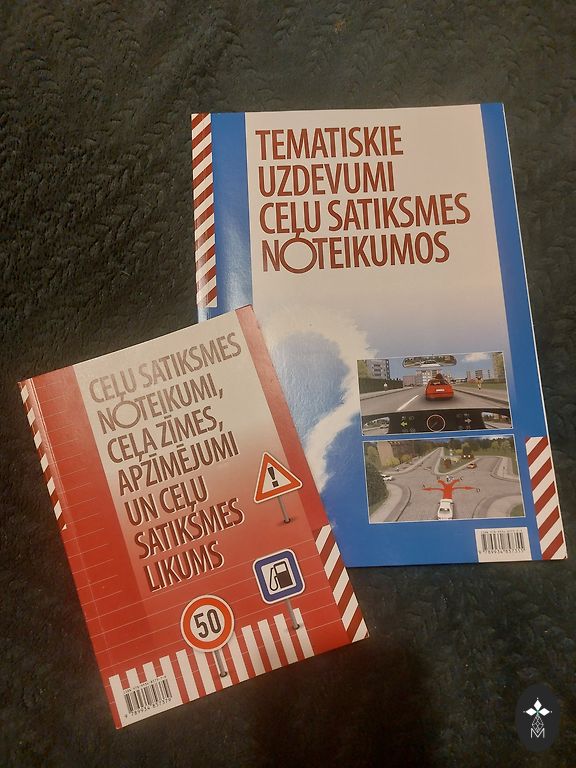 TEMATISKIE
UZDEVUMI
CEĻU SATIKSMES
NOTEIKUMOS
CEĻU SATIKSMES
NOTEIKUMI,
CEĻA ZĪMES,
APZĪMĒJUMI
UN CEĻU
SATIKSMES
LIKUMS
50
M